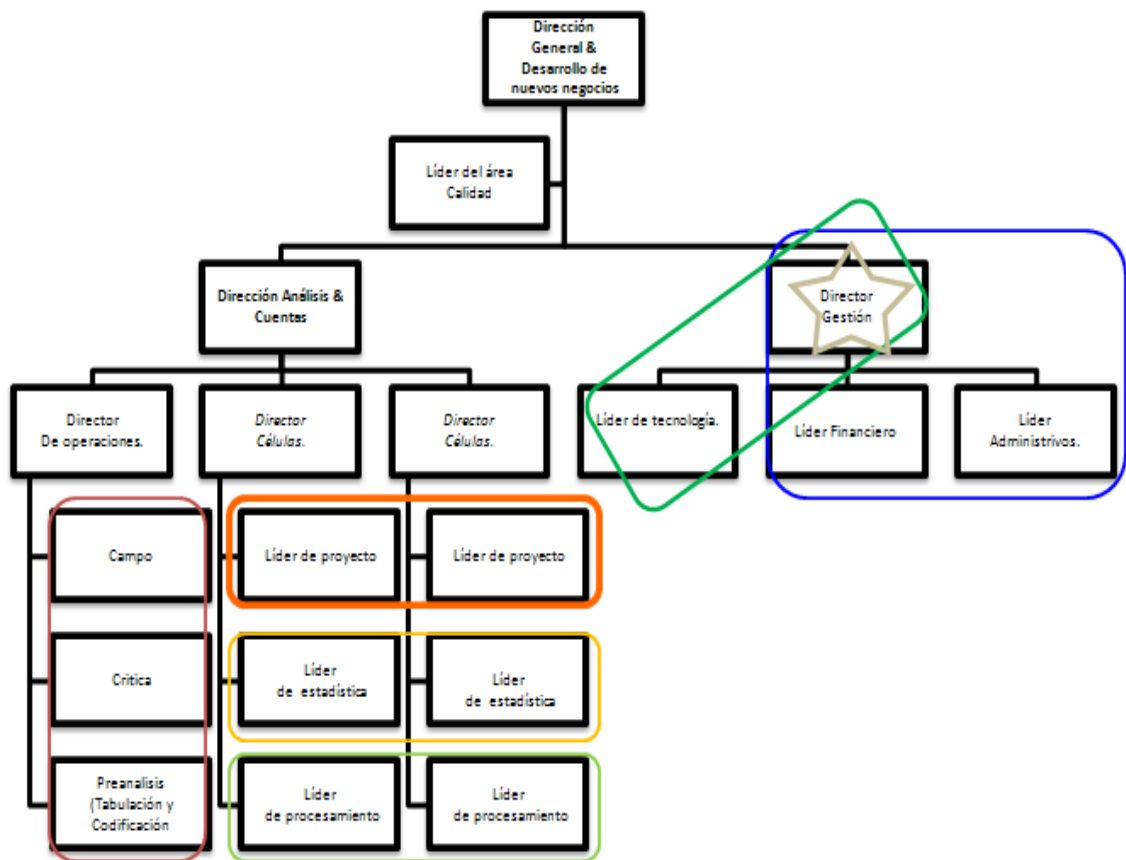 Dirección
General &
Desarrollo de
nuevos negocios
Líder del área
Calidad
Dirección Análisis &
Cuentas
Director
Gestión
Director
De operaciones.
Director
Células.
Director
Células.
Líder de tecnología.
Líder Financiero
Líder
Administrivos.
Campo
Líder de proyecto
Líder de proyecto
Critica
Líder
de estadística
Líder
de estadística
Preanalisis
(Tabulación y
Codificación
Líder
de procesamiento
Líder
de procesamiento